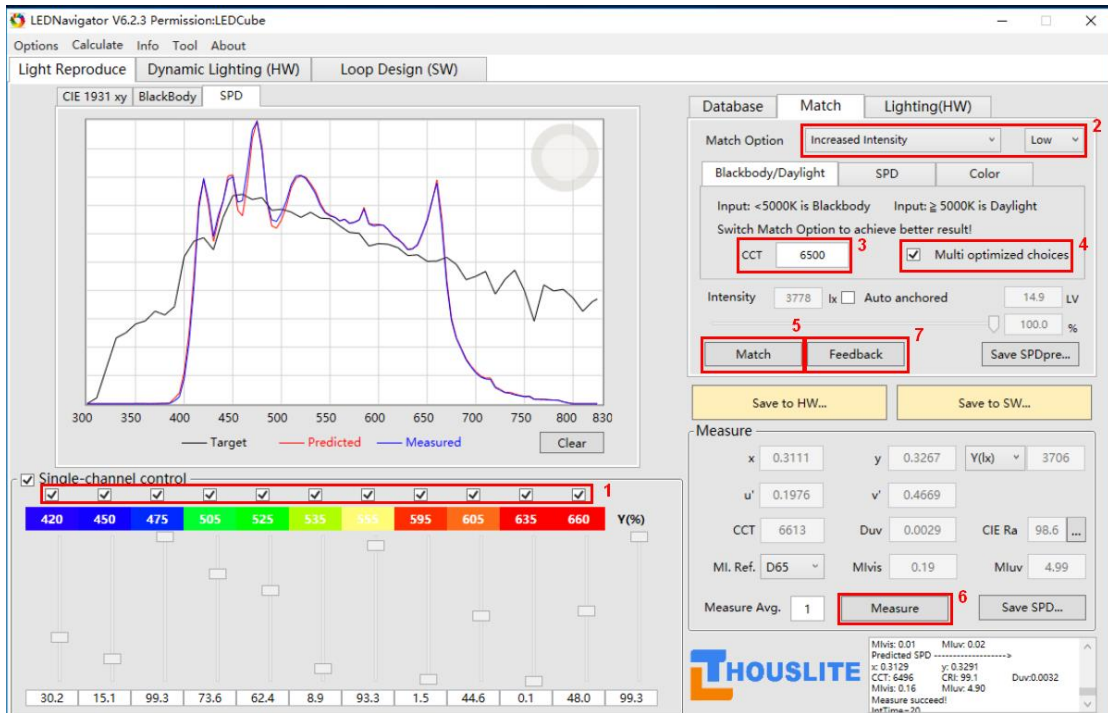 LEDNavigator V6.2.3 Permission:LEDCube
Options Calculate Info Tool About
Light Reproduce Dynamic Lighting (HW) Loop Design (SW)
CIE 1931 xy BlackBody SPD
300 350 400 450 500 550 600 650 700 750 800 830
Target Predicted Measured Clear
Single-channel control
1
420 450 475 505 525 535 555 595 605 635 660 Y(%)
30.2 15.1 99.3 73.6 62.4 8.9 93.3 1.5 44.6 0.1 48.0 99.3
Database Match Lighting(HW)
Match Option Increased Intensity Low 2
Blackbody/Daylight SPD Color
Input: <5000K is Blackbody Input: ≧ 5000K is Daylight
Switch Match Option to achieve better result!
CCT 6500 3 Multi optimized choices 4
Intensity 3778 lx Auto anchored 14.9 LV
100.0 %
5 7
Match Feedback Save SPDpre...
Save to HW... Save to SW...
Measure
x 0.3111 y 0.3267 Y(lx) 3706
u' 0.1976 v' 0.4669
CCT 6613 Duv 0.0029 CIE Ra 98.6 ...
MI. Ref. D65 MIvis 0.19 MIuv 4.99
Measure Avg. 1 Measure 6 Save SPD...
THOUSLITE
MIvis: 0.01 MIuv: 0.02
Predicted SPD -------------------->
x: 0.3129 y: 0.3291
CCT: 6496 CRI: 99.1 Duv:0.0032
MIvis: 0.16 MIuv: 4.90
Measure succeed!
IntTime=20